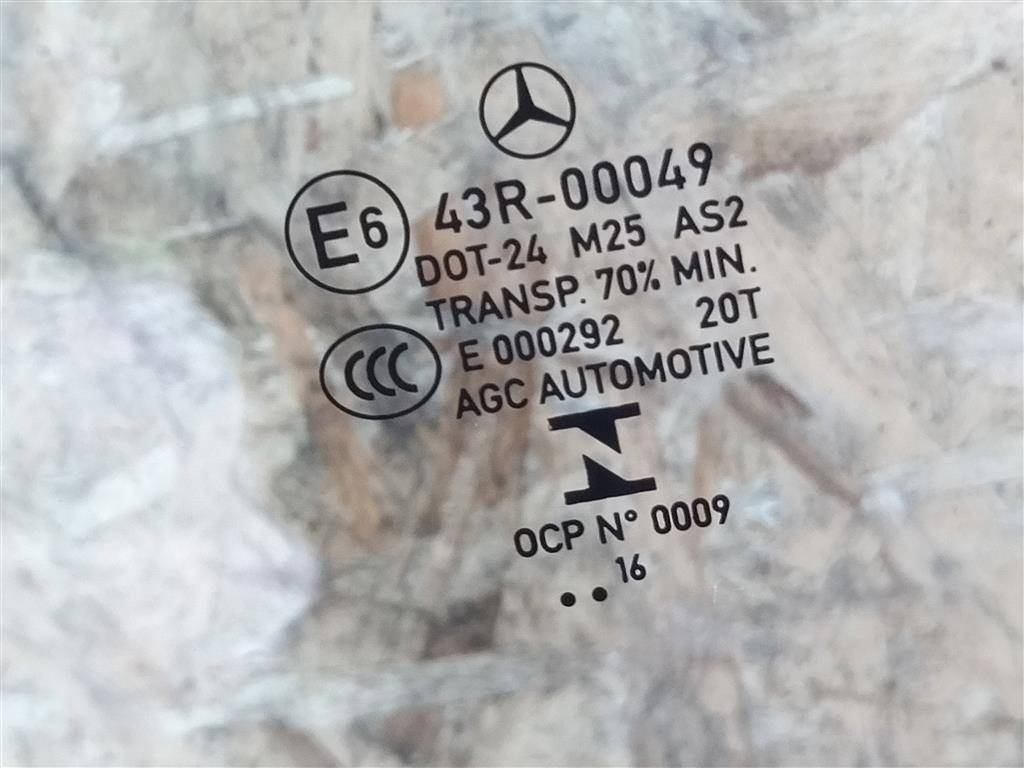 E6 43R-00049
DOT-24 M25 AS2
TRANSP. 70% MIN.
CCC E 000292 20T
AGC AUTOMOTIVE
OCP N° 0009
.. 16